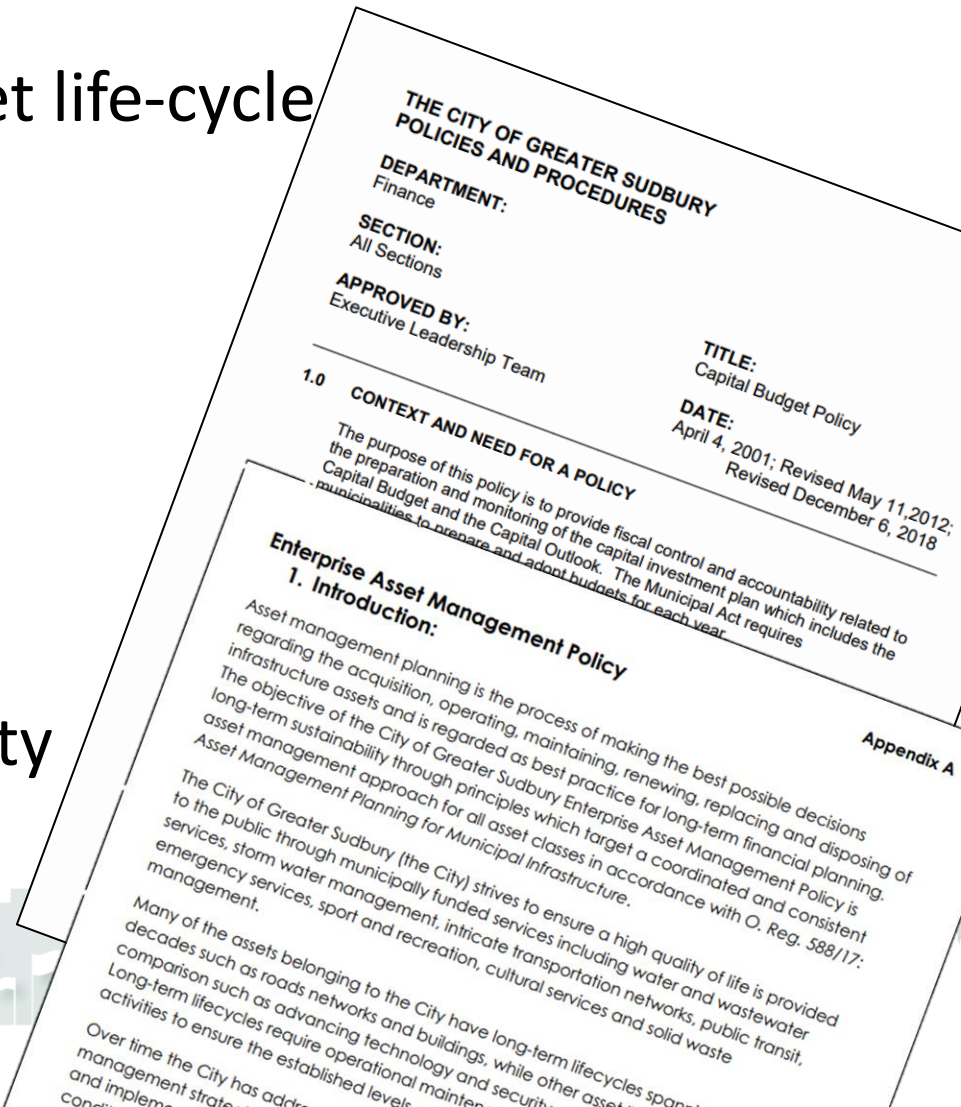 et life-cycle
ty
THE CITY OF GREATER SUDBURY
POLICIES AND PROCEDURES
DEPARTMENT:
Finance
SECTION:
All Sections
APPROVED BY:
Executive Leadership Team
TITLE:
Capital Budget Policy
DATE:
April 4, 2001; Revised May 11,2012;
Revised December 6, 2018
1.0 CONTEXT AND NEED FOR A POLICY
The purpose of this policy is to provide fiscal control and accountability related to
the preparation and monitoring of the capital investment plan which includes the
Capital Budget and the Capital Outlook. The Municipal Act requires
municipalities to prepare and adopt budgets for each year
Appendix A
Enterprise Asset Management Policy
1. Introduction:
Asset management planning is the process of making the best possible decisions
regarding the acquisition, operating, maintaining, renewing, replacing and disposing of
infrastructure assets and is regarded as best practice for long-term financial planning.
The objective of the City of Greater Sudbury Enterprise Asset Management Policy is
long-term sustainability through principles which target a coordinated and consistent
asset management approach for all asset classes in accordance with O. Reg. 588/17:
Asset Management Planning for Municipal Infrastructure.
The City of Greater Sudbury (the City) strives to ensure a high quality of life is provided
to the public through municipally funded services including water and wastewater
services, storm water management, intricate transportation networks, public transit,
emergency services, sport and recreation, cultural services and solid waste
management.
Many of the assets belonging to the City have long-term lifecycles spann
decades such as roads networks and buildings, while other asset
comparison such as advancing technology and security
Long-term lifecycles require operational mainten
activities to ensure the established levels
Over time the City has addre
management strate
and impleme
condi